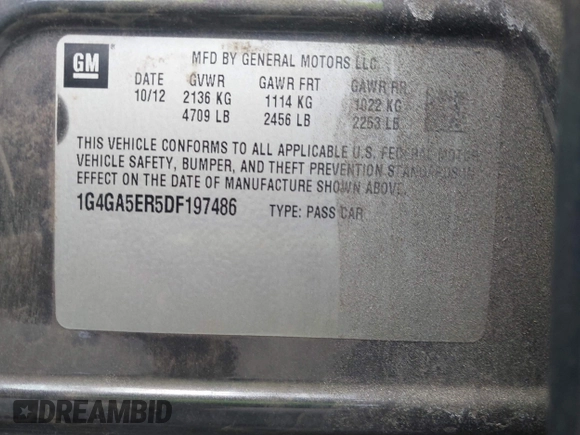 GM
MFD BY GENERAL MOTORS LLC
DATE GVWR GAWR FRT GAWR RR
10/12 2136 KG 1114 KG 1022 KG
4709 LB 2456 LB 2253 LB
THIS VEHICLE CONFORMS TO ALL APPLICABLE U.S. FEDERAL MOTOR
VEHICLE SAFETY, BUMPER, AND THEFT PREVENTION STANDARDS IN
EFFECT ON THE DATE OF MANUFACTURE SHOWN ABOVE.
1G4GA5ER5DF197486 TYPE: PASS CAR
DREAMBID